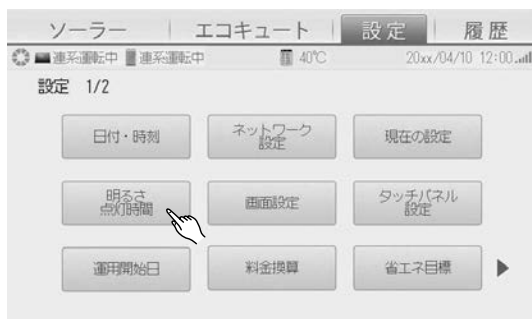 ソーラー エコキュート 設定 履歴
連系運転中 連系運転中 40℃ 20xx/04/10 12:00
設定 1/2
日付・時刻 ネットワーク設定 現在の設定
明るさ点灯時間 画面設定 タッチパネル設定
運用開始日 料金換算 省エネ目標